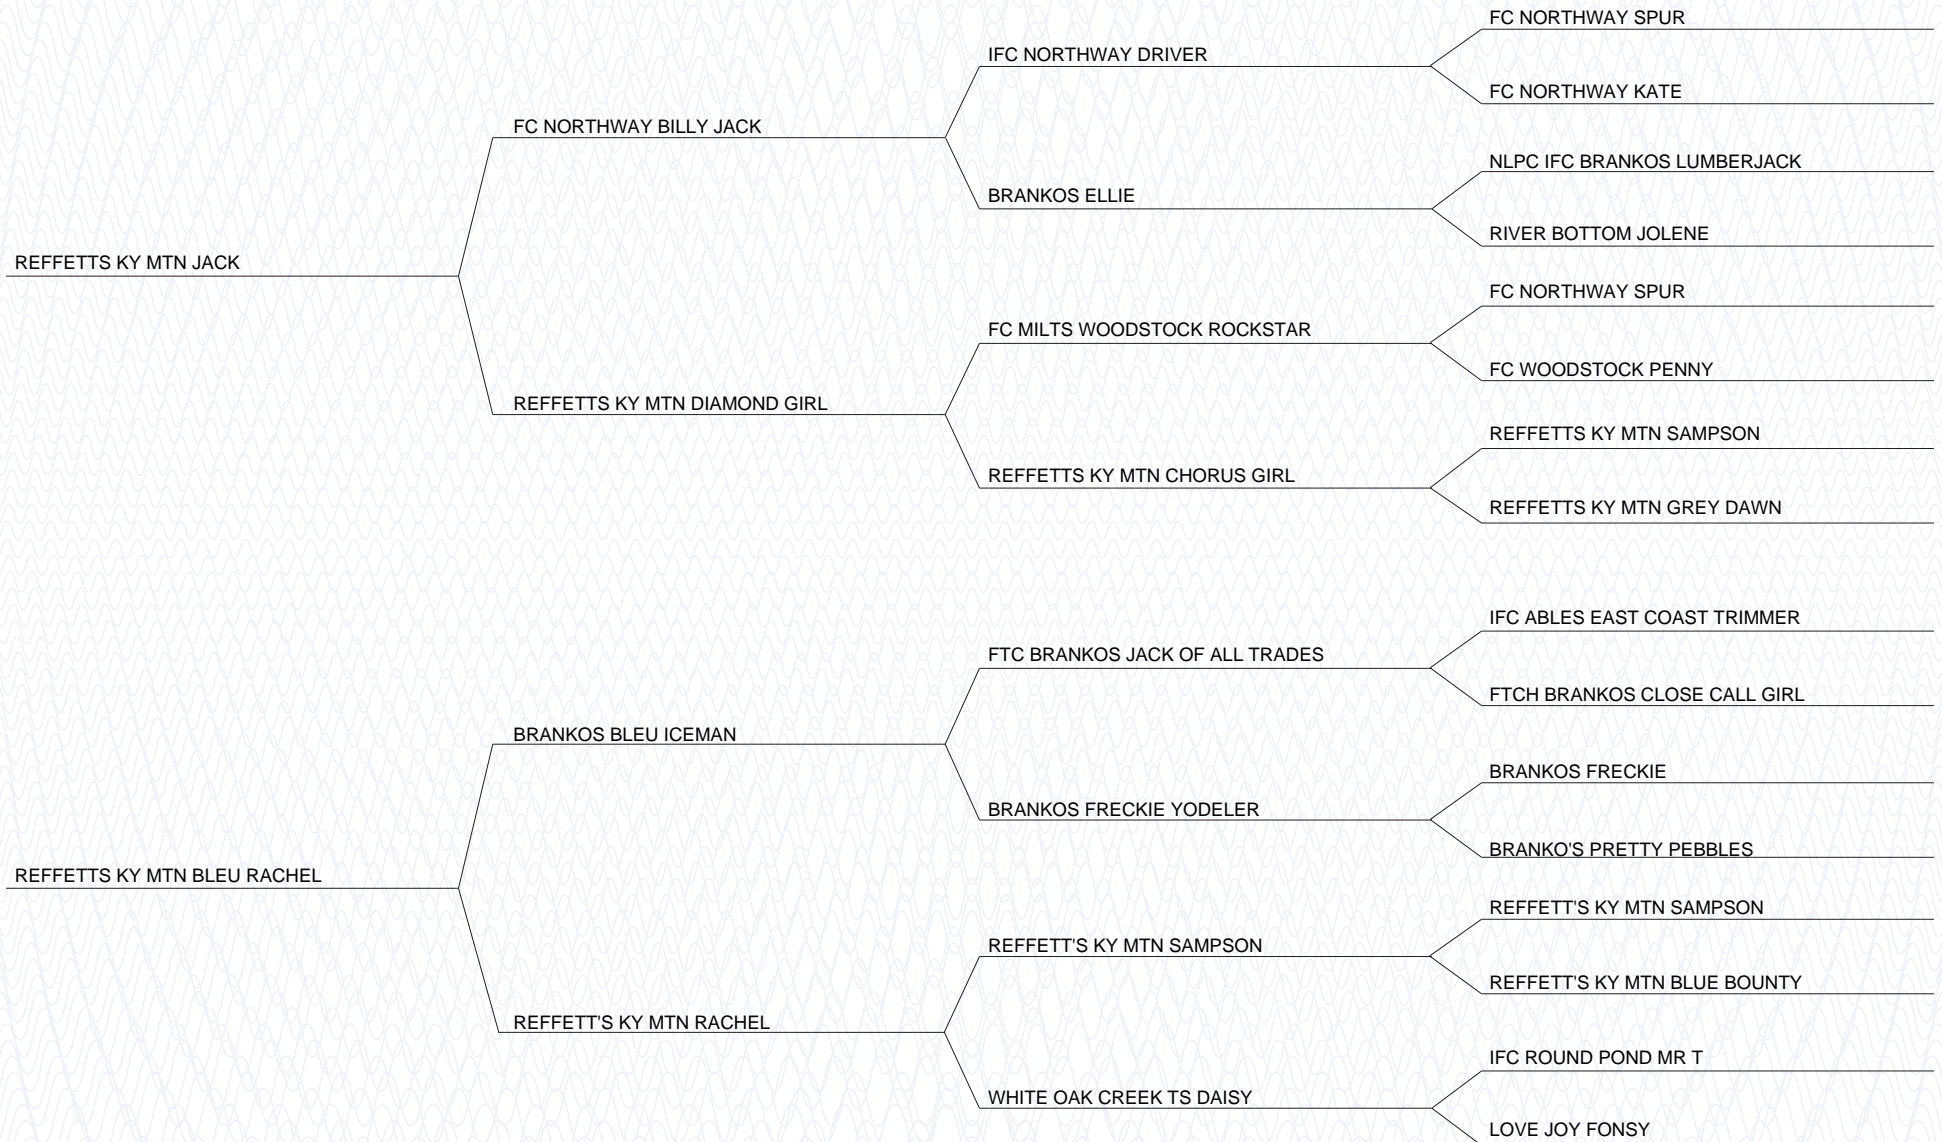 FC NORTHWAY SPUR
IFC NORTHWAY DRIVER
FC NORTHWAY KATE
FC NORTHWAY BILLY JACK
NLPC IFC BRANKOS LUMBERJACK
BRANKOS ELLIE
RIVER BOTTOM JOLENE
REFFETTS KY MTN JACK
FC NORTHWAY SPUR
FC MILTS WOODSTOCK ROCKSTAR
FC WOODSTOCK PENNY
REFFETTS KY MTN DIAMOND GIRL
REFFETTS KY MTN SAMPSON
REFFETTS KY MTN CHORUS GIRL
REFFETTS KY MTN GREY DAWN
IFC ABLES EAST COAST TRIMMER
FTC BRANKOS JACK OF ALL TRADES
FTCH BRANKOS CLOSE CALL GIRL
BRANKOS BLEU ICEMAN
BRANKOS FRECKIE
BRANKOS FRECKIE YODELER
BRANKO'S PRETTY PEBBLES
REFFETTS KY MTN BLEU RACHEL
REFFETT'S KY MTN SAMPSON
REFFETT'S KY MTN SAMPSON
REFFETT'S KY MTN BLUE BOUNTY
REFFETT'S KY MTN RACHEL
IFC ROUND POND MR T
WHITE OAK CREEK TS DAISY
LOVE JOY FONSY